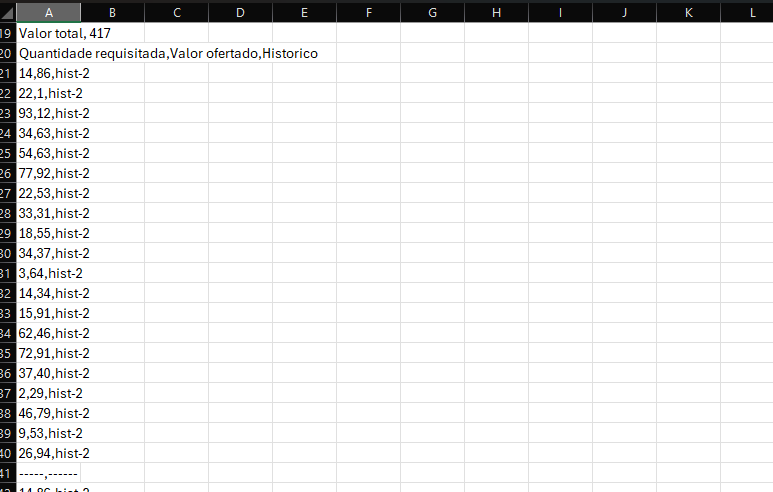 A B C D E F G H I J K L
19 Valor total, 417
20 Quantidade requisitada,Valor ofertado,Historico
21 14,86,hist-2
22 22,1,hist-2
23 93,12,hist-2
24 34,63,hist-2
25 54,63,hist-2
26 77,92,hist-2
27 22,53,hist-2
28 33,31,hist-2
29 18,55,hist-2
30 34,37,hist-2
31 3,64,hist-2
32 14,34,hist-2
33 15,91,hist-2
34 62,46,hist-2
35 72,91,hist-2
36 37,40,hist-2
37 2,29,hist-2
38 46,79,hist-2
39 9,53,hist-2
40 26,94,hist-2
41 -----,------
42 14,86,hist-2